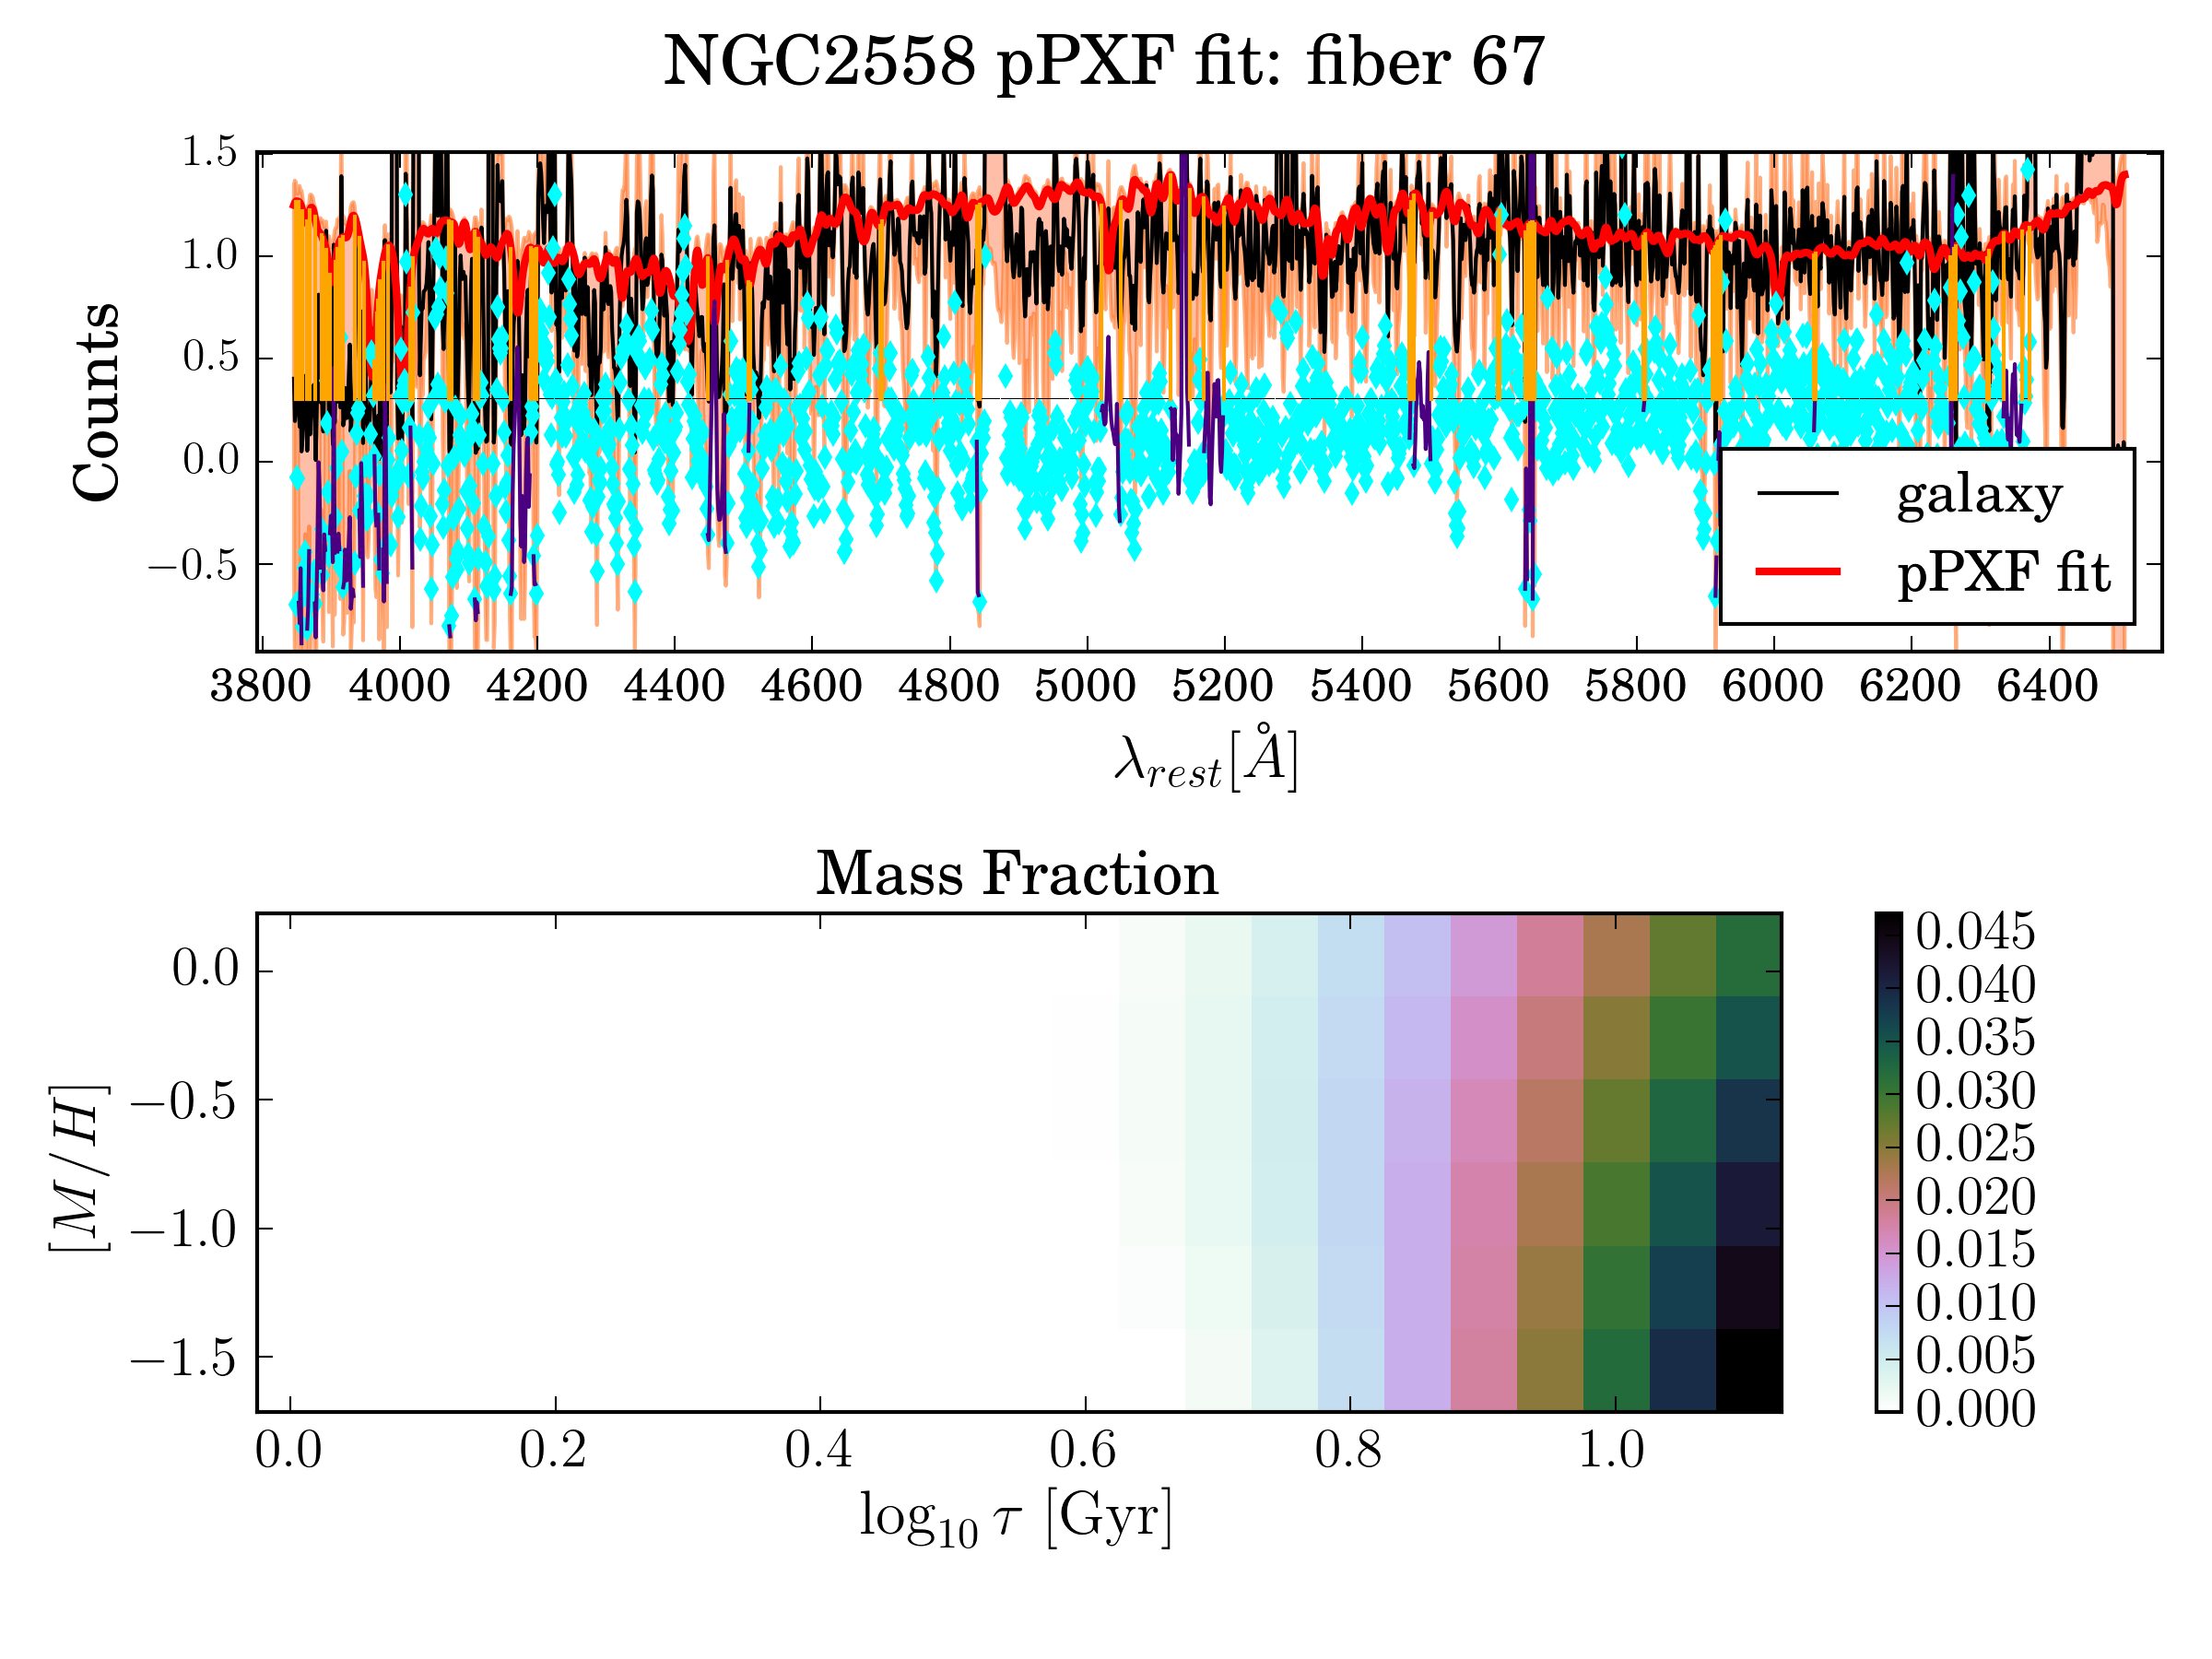 NGC2558 pPXF fit: fiber 67
1.5
1.0
0.5
0.0
−0.5
Counts
galaxy
pPXF fit
3800 4000 4200 4400 4600 4800 5000 5200 5400 5600 5800 6000 6200 6400
λrest[Å]
Mass Fraction
0.0
−0.5
−1.0
−1.5
[M/H]
0.045
0.040
0.035
0.030
0.025
0.020
0.015
0.010
0.005
0.000
0.0 0.2 0.4 0.6 0.8 1.0
log10 τ [Gyr]